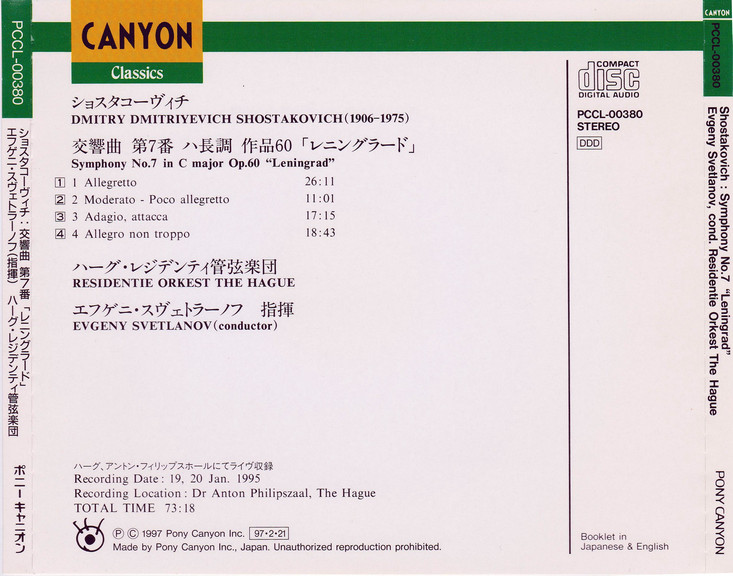 CANYON
Classics
ショスタコーヴィチ
DMITRY DMITRIYEVICH SHOSTAKOVICH(1906-1975)
交響曲 第7番 ハ長調 作品60「レニングラード」
Symphony No.7 in C major Op.60 “Leningrad”
1 1 Allegretto 26:11
2 2 Moderato - Poco allegretto 11:01
3 3 Adagio, attacca 17:15
4 4 Allegro non troppo 18:43
ハーグ・レジデンティ管弦楽団
RESIDENTIE ORKEST THE HAGUE
エフゲニ・スヴェトラーノフ 指揮
EVGENY SVETLANOV(conductor)
ハーグ、アントン・フィリップスホールにてライヴ収録
Recording Date : 19, 20 Jan. 1995
Recording Location : Dr Anton Philipszaal, The Hague
TOTAL TIME 73:18
Ⓟ Ⓒ 1997 Pony Canyon Inc. 97・2・21
Made by Pony Canyon Inc., Japan. Unauthorized reproduction prohibited.
COMPACT
disc
DIGITAL AUDIO
PCCL-00380
STEREO
DDD
Booklet in
Japanese & English
PCCL-00380
ショスタコーヴィチ:交響曲 第7番「レニングラード」
エフゲニ・スヴェトラーノフ(指揮) ハーグ・レジデンティ管弦楽団
ポニーキャニオン
CANYON
PCCL-00380
Shostakovich : Symphony No.7 “Leningrad”
Evgeny Svetlanov, cond. Residentie Orkest The Hague
PONY CANYON